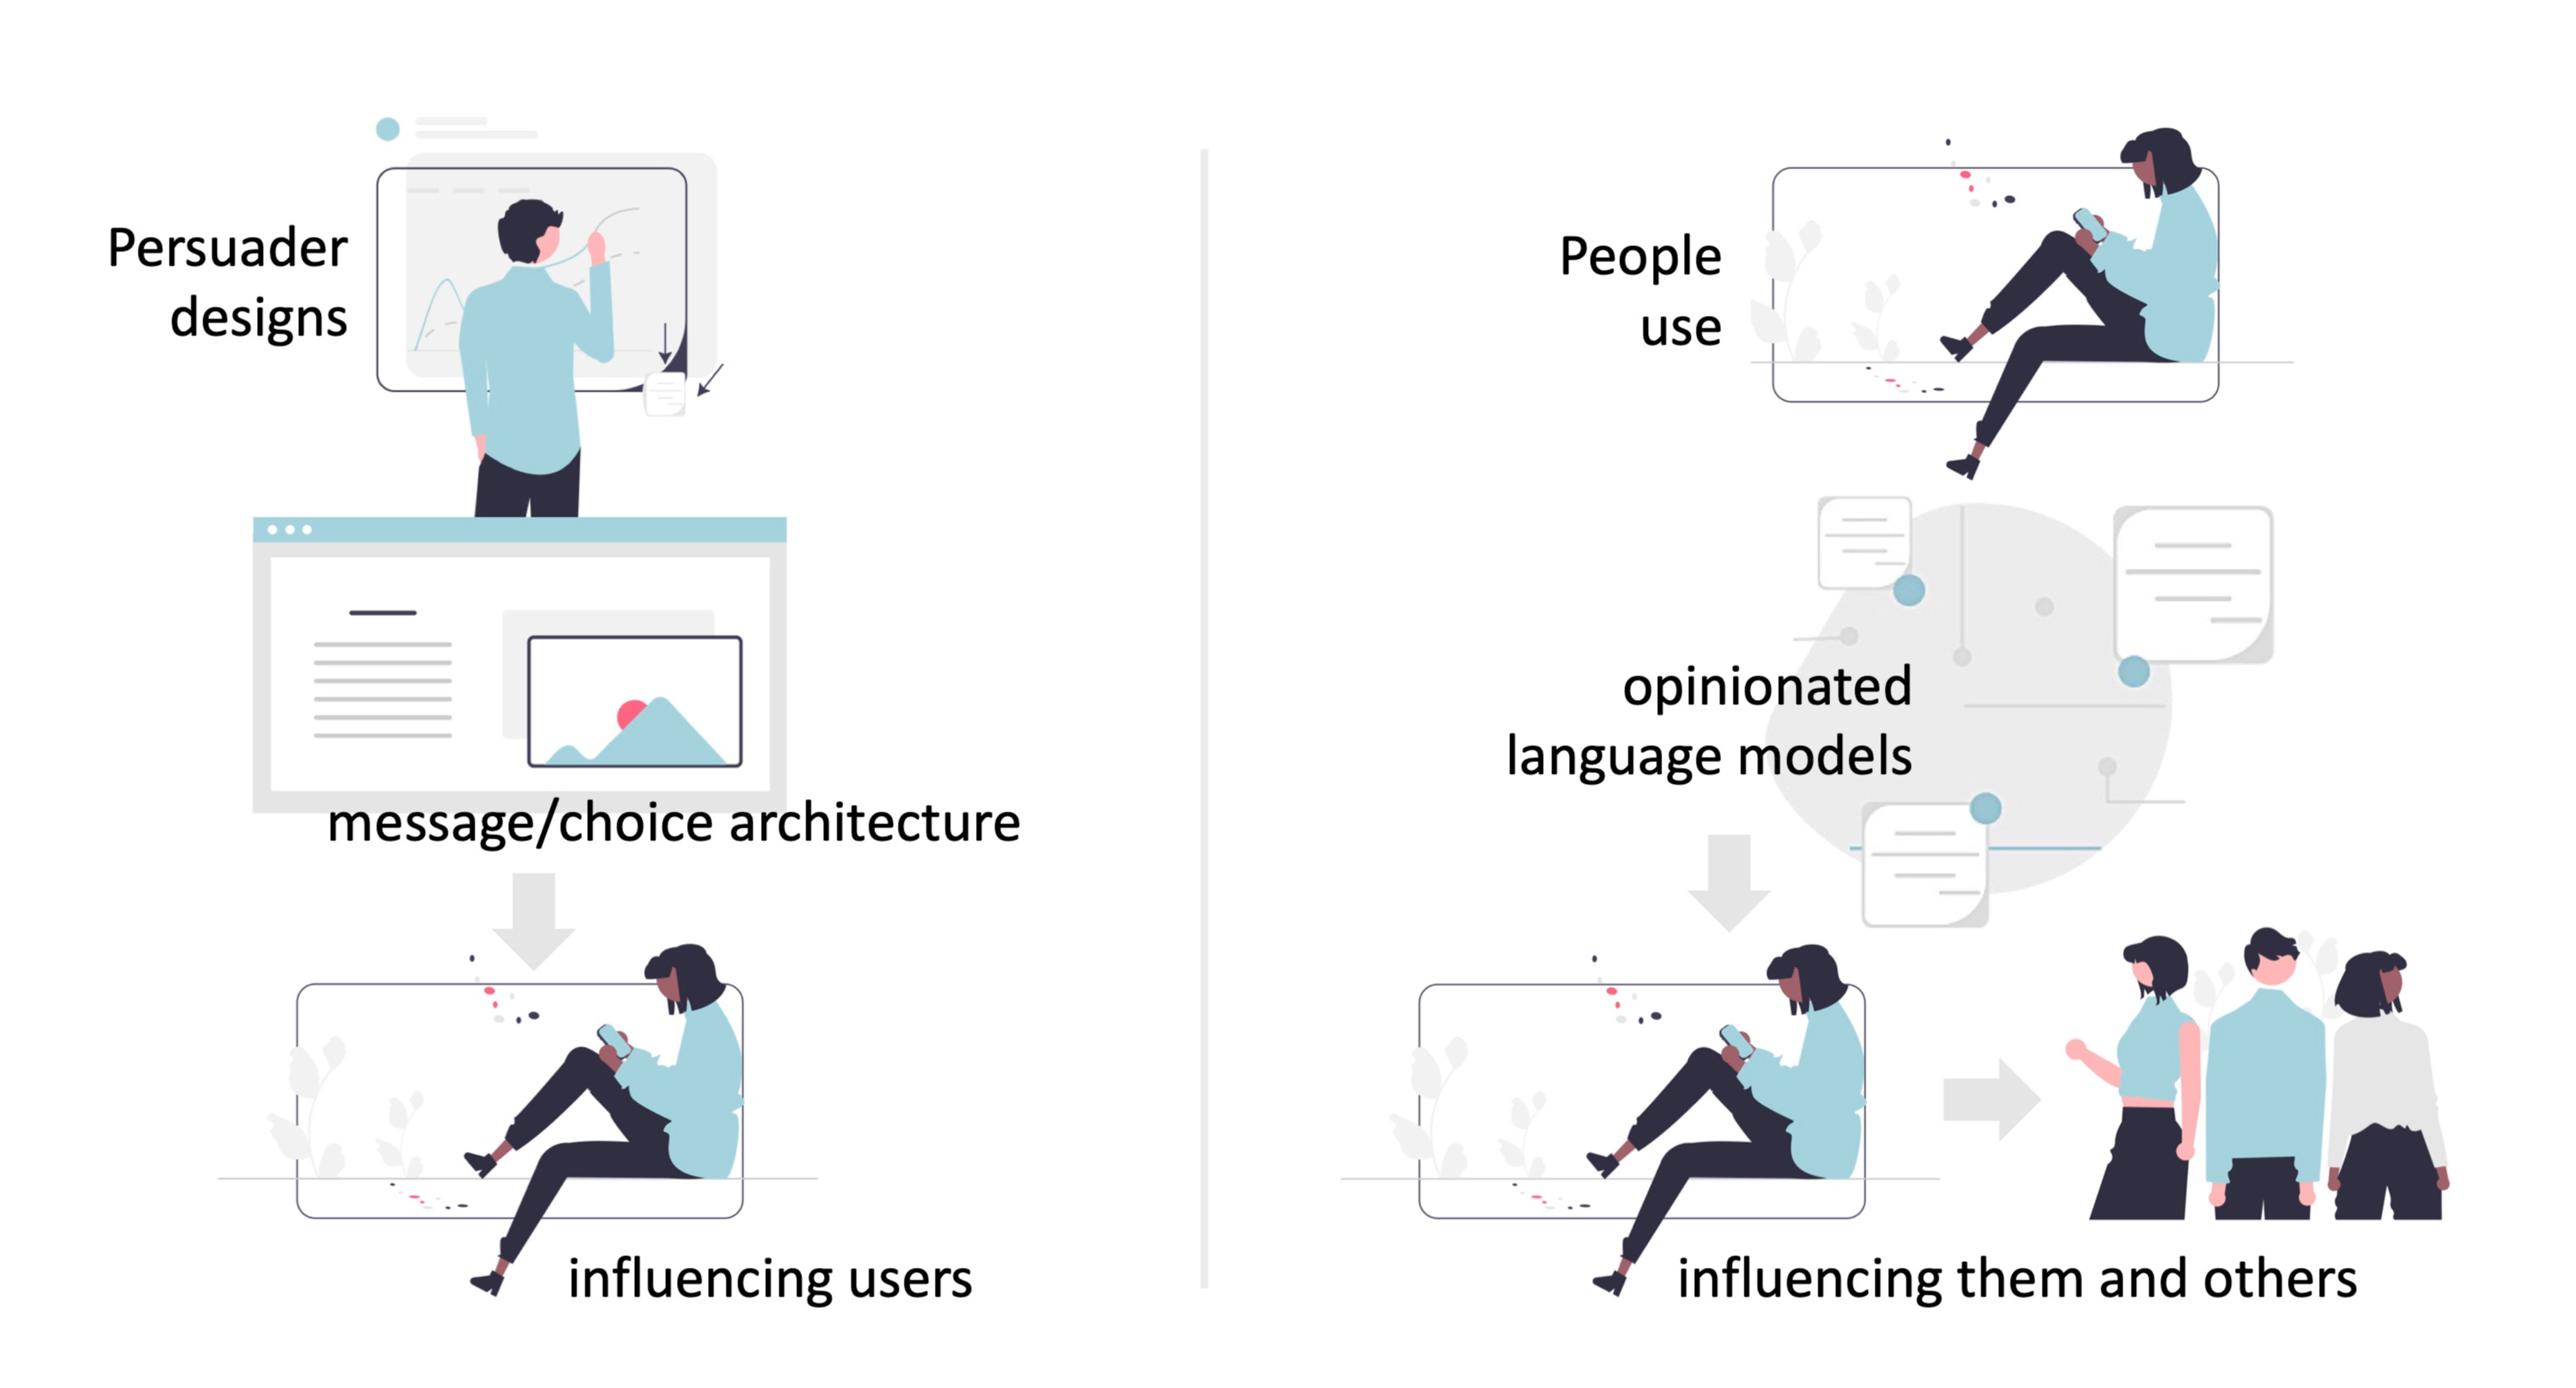 Persuader
designs
message/choice architecture
influencing users
People
use
opinionated
language models
influencing them and others